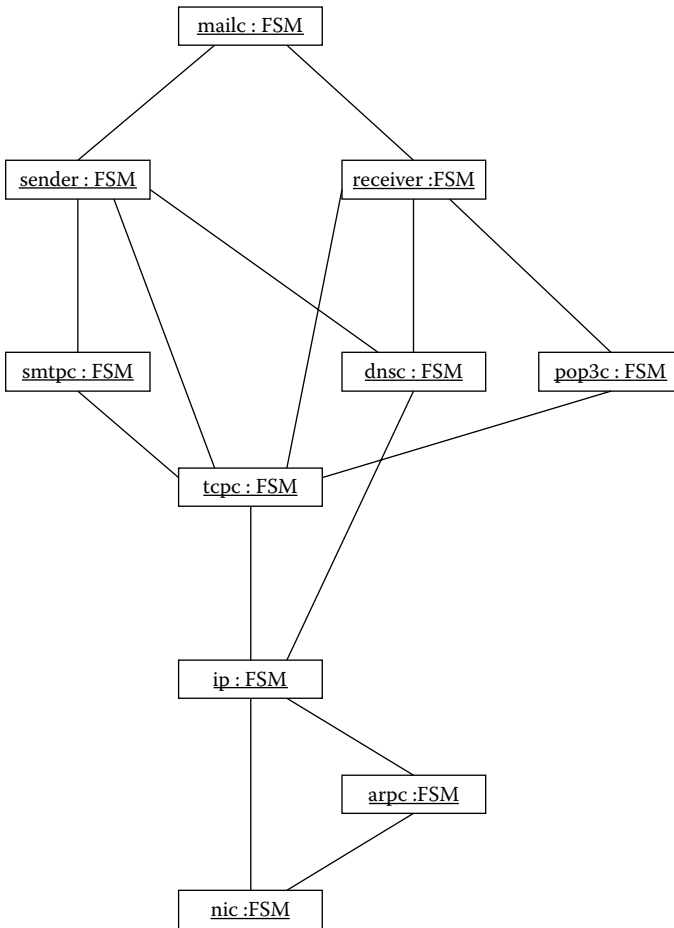 mailc : FSM
sender : FSM
receiver :FSM
smtpc : FSM
dnsc : FSM
pop3c : FSM
tcpc : FSM
ip : FSM
arpc :FSM
nic :FSM